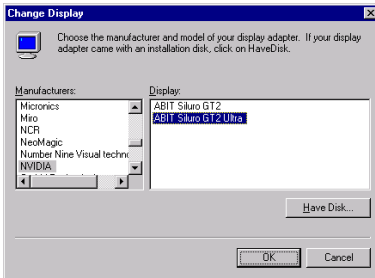 Change Display
Choose the manufacturer and model of your display adapter. If your display
adapter came with an installation disk, click on HaveDisk.
Manufacturers:
Micronics
Miro
NCR
NeoMagic
Number Nine Visual techno
NVIDIA
Display:
ABIT Siluro GT2
ABIT Siluro GT2 Ultra
Have Disk...
OK
Cancel